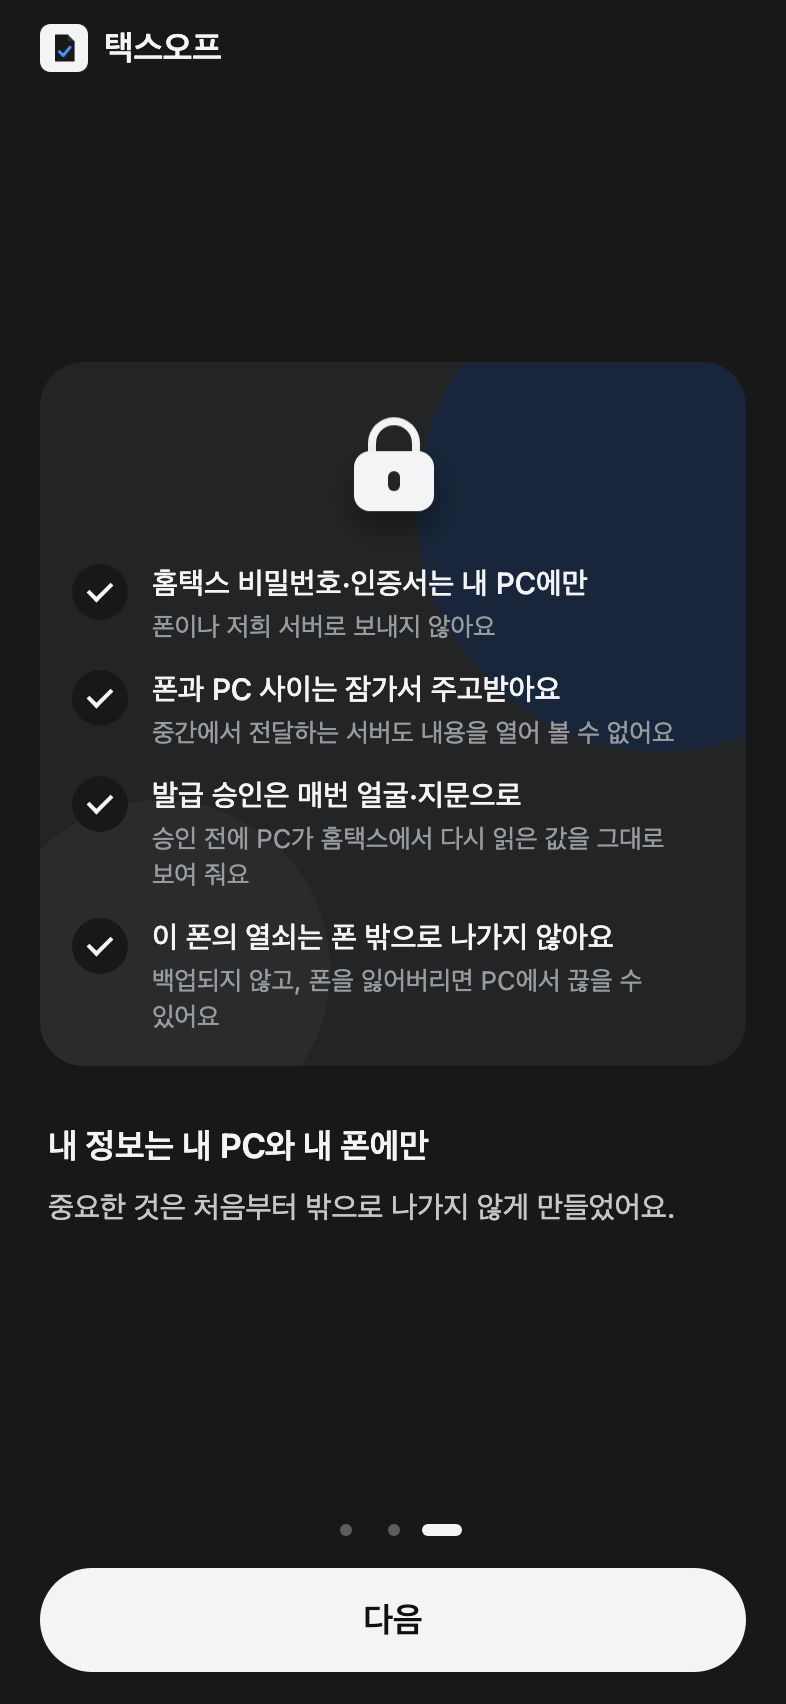 택스오프
홈택스 비밀번호·인증서는 내 PC에만
폰이나 저희 서버로 보내지 않아요
폰과 PC 사이는 잠가서 주고받아요
중간에서 전달하는 서버도 내용을 열어 볼 수 없어요
발급 승인은 매번 얼굴·지문으로
승인 전에 PC가 홈택스에서 다시 읽은 값을 그대로
보여 줘요
이 폰의 열쇠는 폰 밖으로 나가지 않아요
백업되지 않고, 폰을 잃어버리면 PC에서 끊을 수
있어요
내 정보는 내 PC와 내 폰에만
중요한 것은 처음부터 밖으로 나가지 않게 만들었어요.
다음